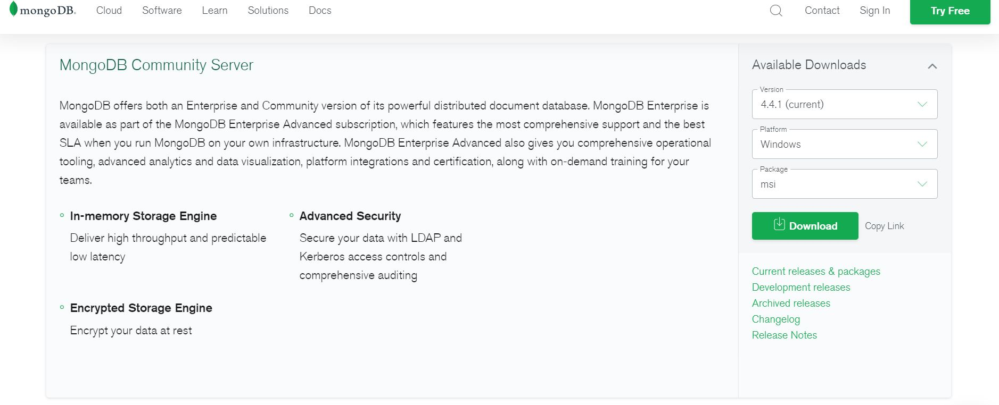 mongoDB.
Cloud
Software
Learn
Solutions
Docs
Contact
Sign In
Try Free
MongoDB Community Server
MongoDB offers both an Enterprise and Community version of its powerful distributed document database. MongoDB Enterprise is
available as part of the MongoDB Enterprise Advanced subscription, which features the most comprehensive support and the best
SLA when you run MongoDB on your own infrastructure. MongoDB Enterprise Advanced also gives you comprehensive operational
tooling, advanced analytics and data visualization, platform integrations and certification, along with on-demand training for your
teams.
In-memory Storage Engine
Deliver high throughput and predictable
low latency
Advanced Security
Secure your data with LDAP and
Kerberos access controls and
comprehensive auditing
Encrypted Storage Engine
Encrypt your data at rest
Available Downloads
Version
4.4.1 (current)
Platform
Windows
Package
msi
Download
Copy Link
Current releases & packages
Development releases
Archived releases
Changelog
Release Notes